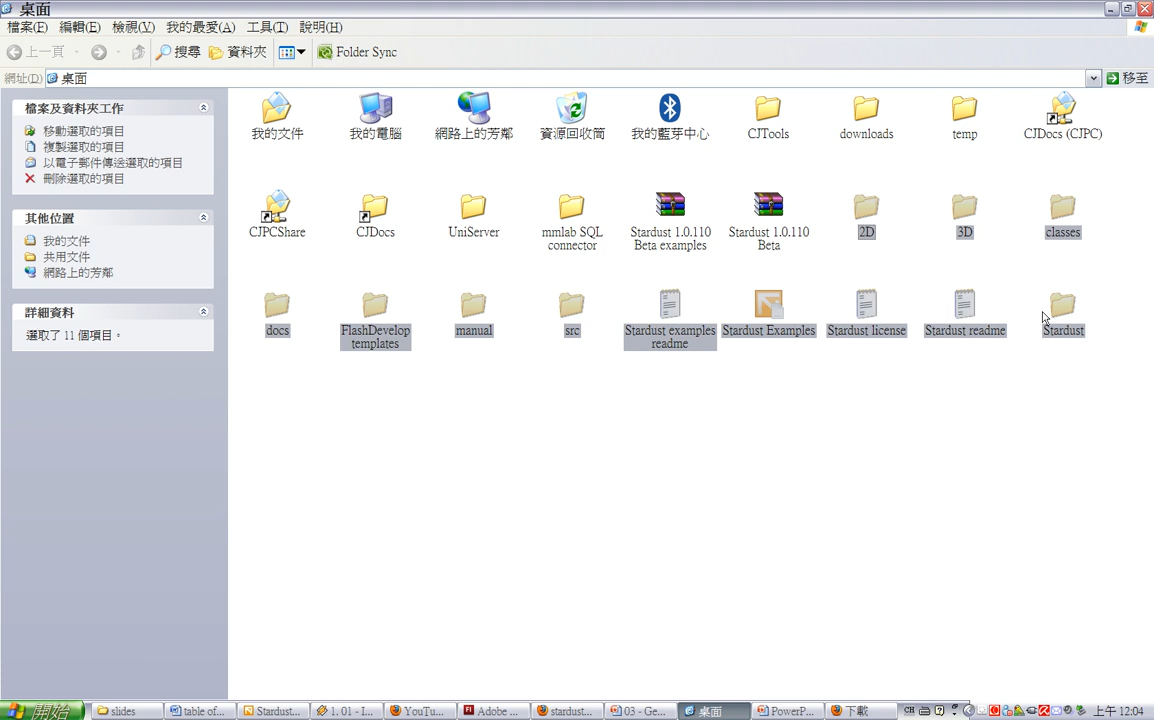 桌面
檔案(F) 編輯(E) 檢視(V) 我的最愛(A) 工具(T) 說明(H)
上一頁 搜尋 資料夾 Folder Sync
網址(D) 桌面 移至
檔案及資料夾工作
移動選取的項目
複製選取的項目
以電子郵件傳送選取的項目
刪除選取的項目
其他位置
我的文件
共用文件
網路上的芳鄰
詳細資料
選取了 11 個項目。
我的文件 我的電腦 網路上的芳鄰 資源回收筒 我的藍芽中心 CJTools downloads temp CJDocs (CJPC)
CJPCShare CJDocs UniServer mmlab SQL connector Stardust 1.0.110 Beta examples Stardust 1.0.110 Beta 2D 3D classes
docs FlashDevelop templates manual src Stardust examples readme Stardust Examples Stardust license Stardust readme Stardust
開始 slides table of... Stardust... 1. 01 - I... YouTu... Adobe ... stardust... 03 - Ge... 桌面 PowerP... 下載 CH 上午 12:04